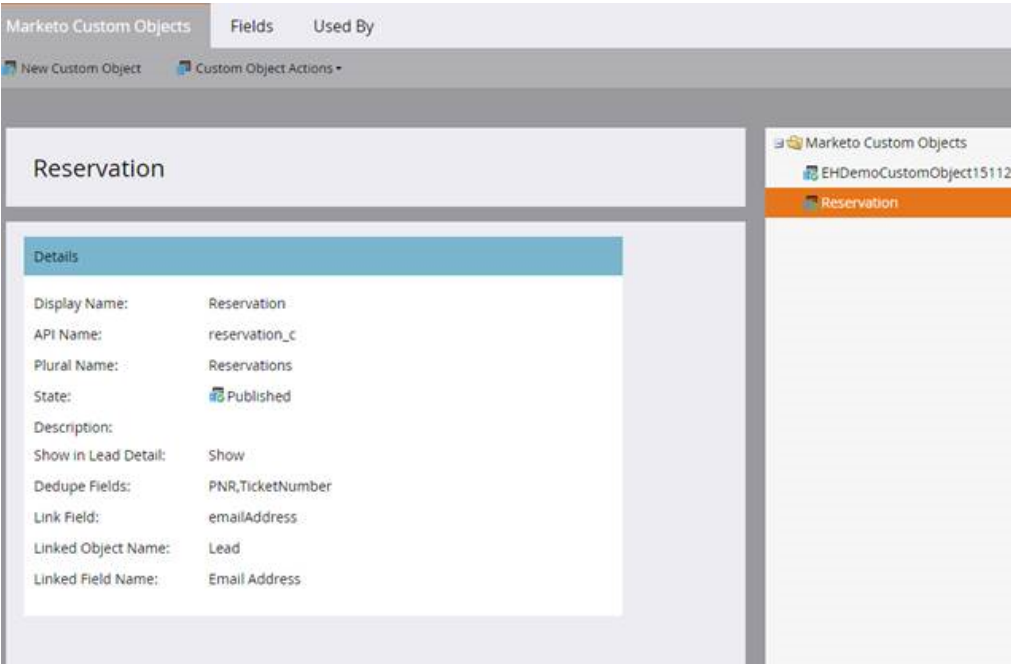 Marketo Custom Objects Fields Used By
New Custom Object Custom Object Actions
Reservation
Details
Display Name: Reservation
API Name: reservation_c
Plural Name: Reservations
State: Published
Description:
Show in Lead Detail: Show
Dedupe Fields: PNR,TicketNumber
Link Field: emailAddress
Linked Object Name: Lead
Linked Field Name: Email Address
Marketo Custom Objects
EHDemoCustomObject15112
Reservation